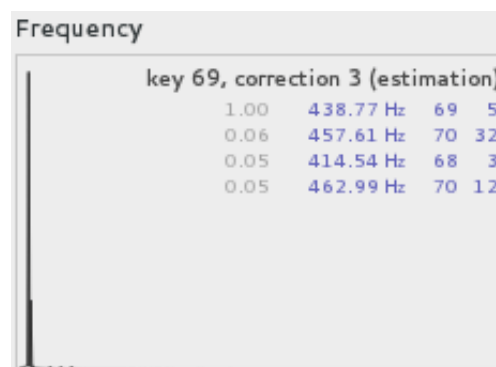 Frequency
key 69, correction 3 (estimation)
1.00 438.77 Hz 69 5
0.06 457.61 Hz 70 32
0.05 414.54 Hz 68 3
0.05 462.99 Hz 70 12